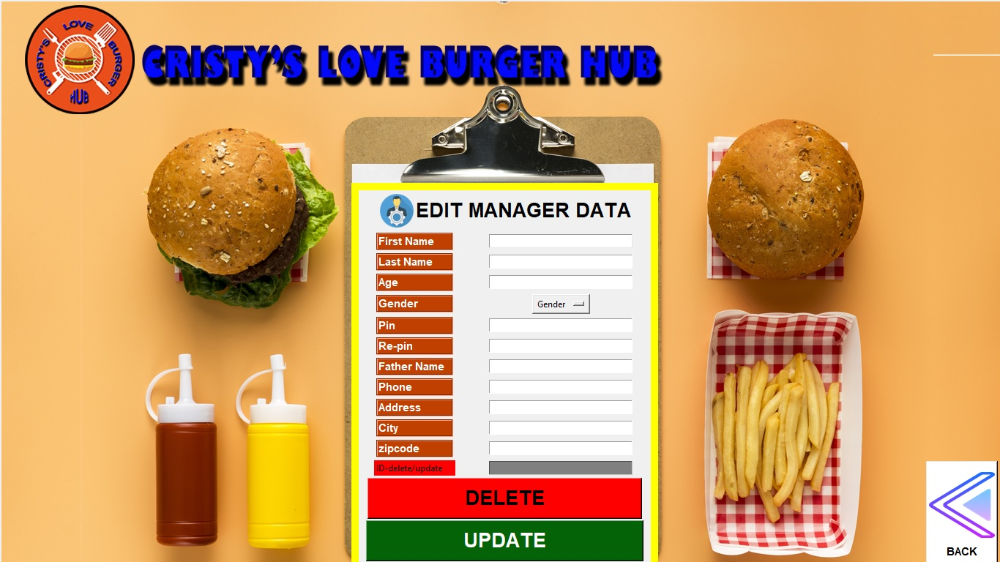 CRISTY'S LOVE BURGER HUB
CRISTY'S LOVE BURGER HUB
EDIT MANAGER DATA
First Name
Last Name
Age
Gender Gender
Pin
Re-pin
Father Name
Phone
Address
City
zipcode
ID-delete/update
DELETE
UPDATE
BACK